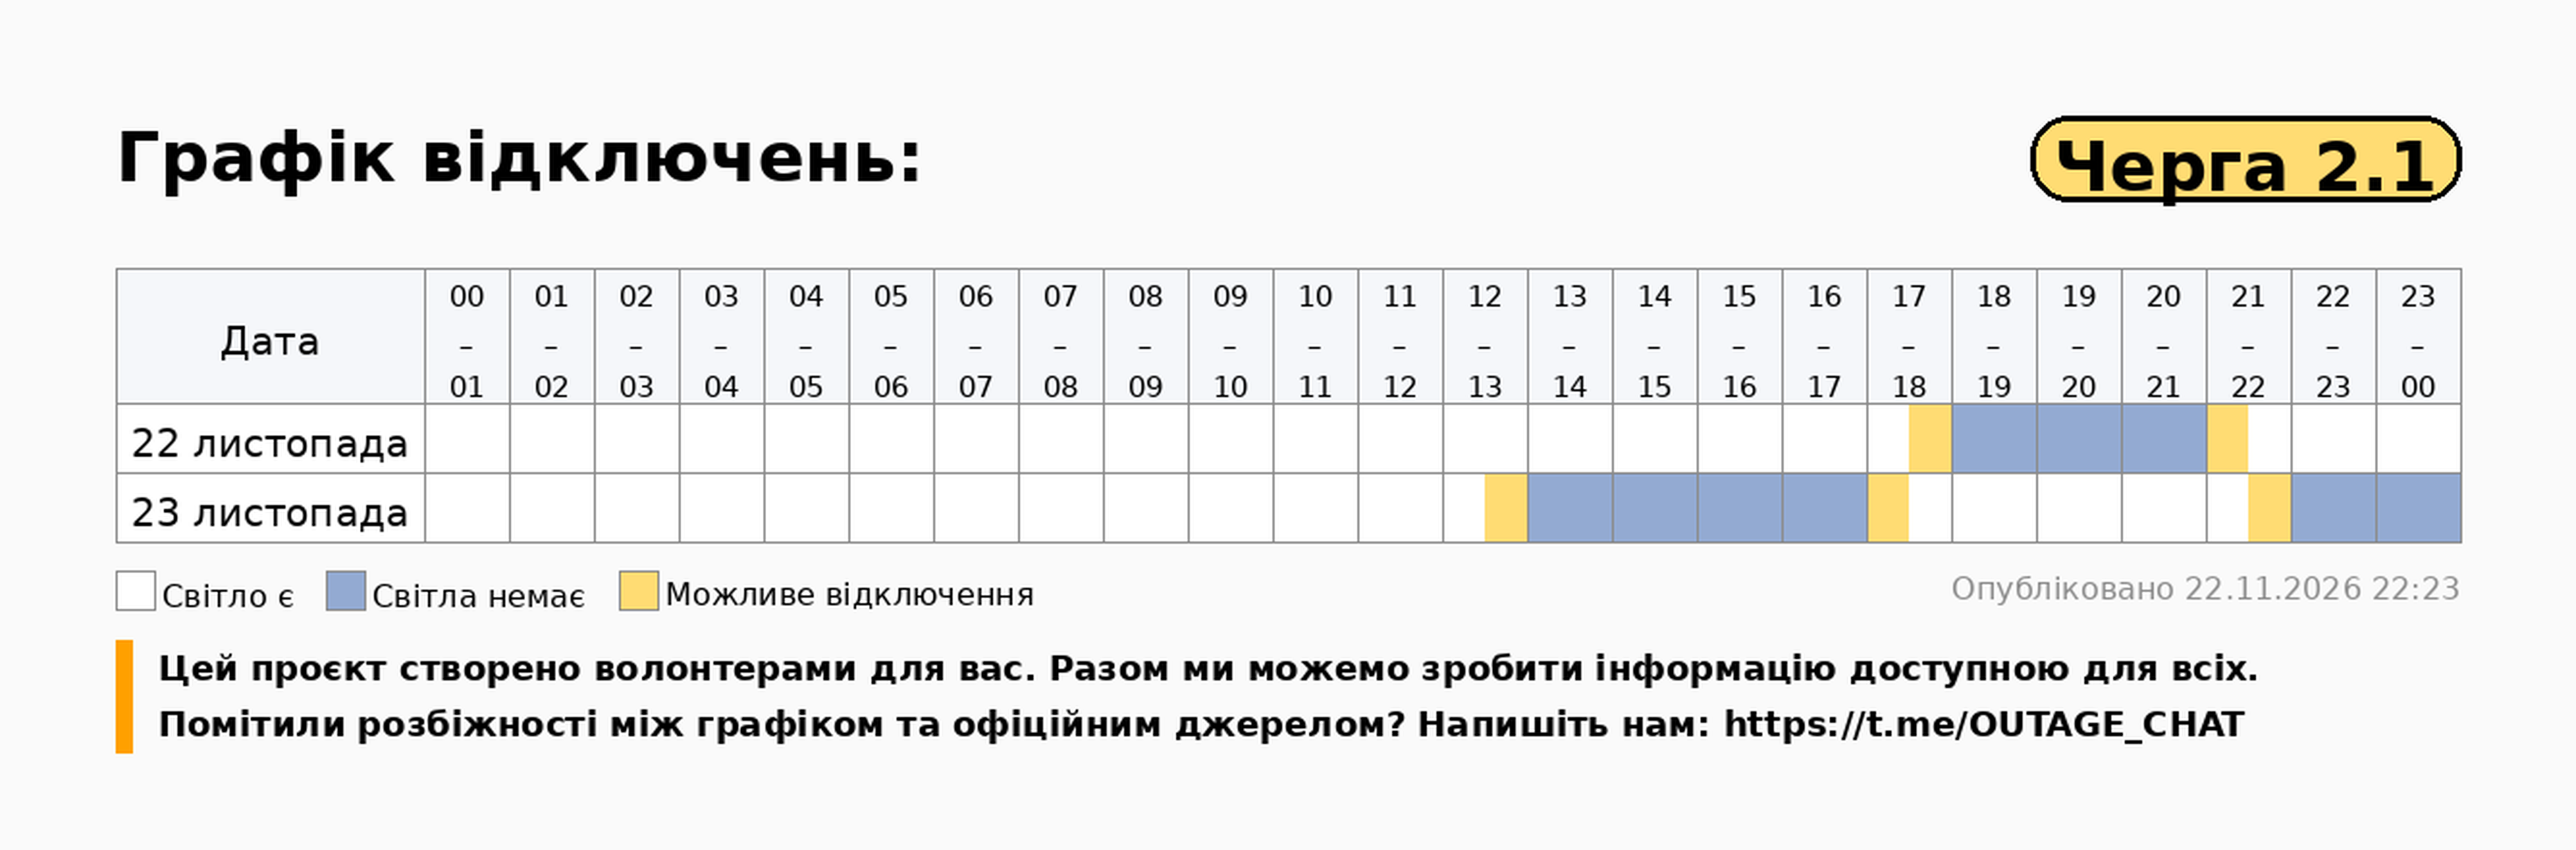 Графік відключень:
Черга 2.1
Дата
00 – 01
01 – 02
02 – 03
03 – 04
04 – 05
05 – 06
06 – 07
07 – 08
08 – 09
09 – 10
10 – 11
11 – 12
12 – 13
13 – 14
14 – 15
15 – 16
16 – 17
17 – 18
18 – 19
19 – 20
20 – 21
21 – 22
22 – 23
23 – 00
22 листопада
23 листопада
Світло є
Світла немає
Можливе відключення
Опубліковано 22.11.2026 22:23
Цей проєкт створено волонтерами для вас. Разом ми можемо зробити інформацію доступною для всіх.
Помітили розбіжності між графіком та офіційним джерелом? Напишіть нам: https://t.me/OUTAGE_CHAT